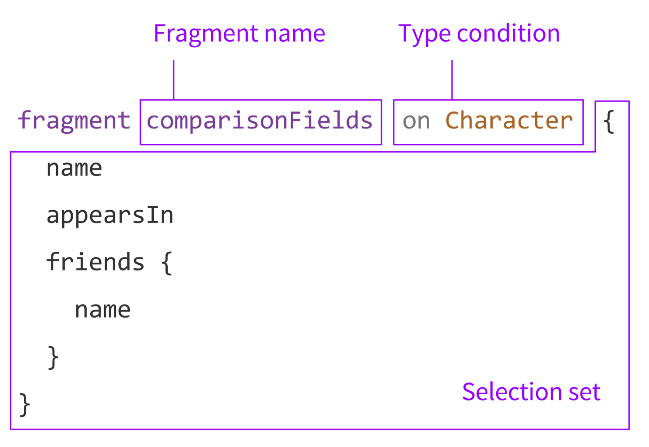 Fragment name Type condition
fragment comparisonFields on Character {
name
appearsIn
friends {
name
}
}
Selection set